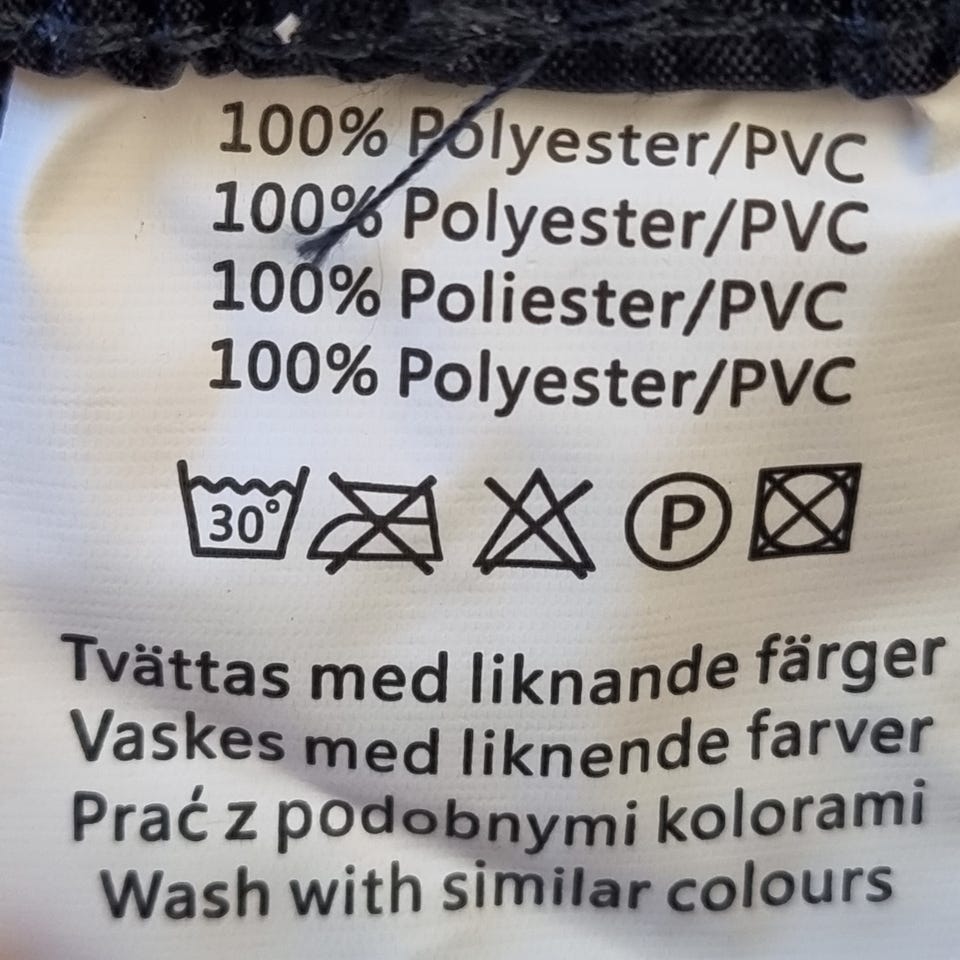 100% Polyester/PVC
100% Polyester/PVC
100% Poliester/PVC
100% Polyester/PVC
30° P
Tvättas med liknande färger
Vaskes med liknende farver
Prać z podobnymi kolorami
Wash with similar colours